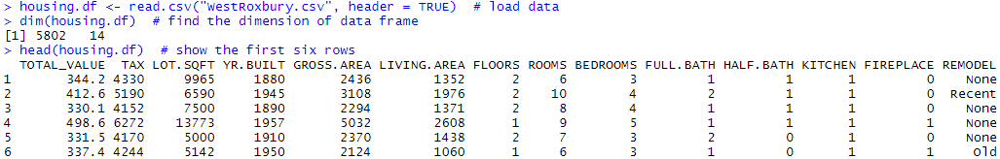 > housing.df <- read.csv("WestRoxbury.csv", header = TRUE)  # load data
> dim(housing.df)  # find the dimension of data frame
[1] 5802   14
> head(housing.df)  # show the first six rows
  TOTAL_VALUE  TAX LOT.SQFT YR.BUILT GROSS.AREA LIVING.AREA FLOORS ROOMS BEDROOMS FULL.BATH HALF.BATH KITCHEN FIREPLACE REMODEL
1       344.2 4330     9965     1880       2436        1352      2     6        3         1         1       1         0    None
2       412.6 5190     6590     1945       3108        1976      2    10        4         2         1       1         0  Recent
3       330.1 4152     7500     1890       2294        1371      2     8        4         1         1       1         0    None
4       498.6 6272    13773     1957       5032        2608      1     9        5         1         1       1         1    None
5       331.5 4170     5000     1910       2370        1438      2     7        3         2         0       1         0    None
6       337.4 4244     5142     1950       2124        1060      1     6        3         1         0       1         1     Old